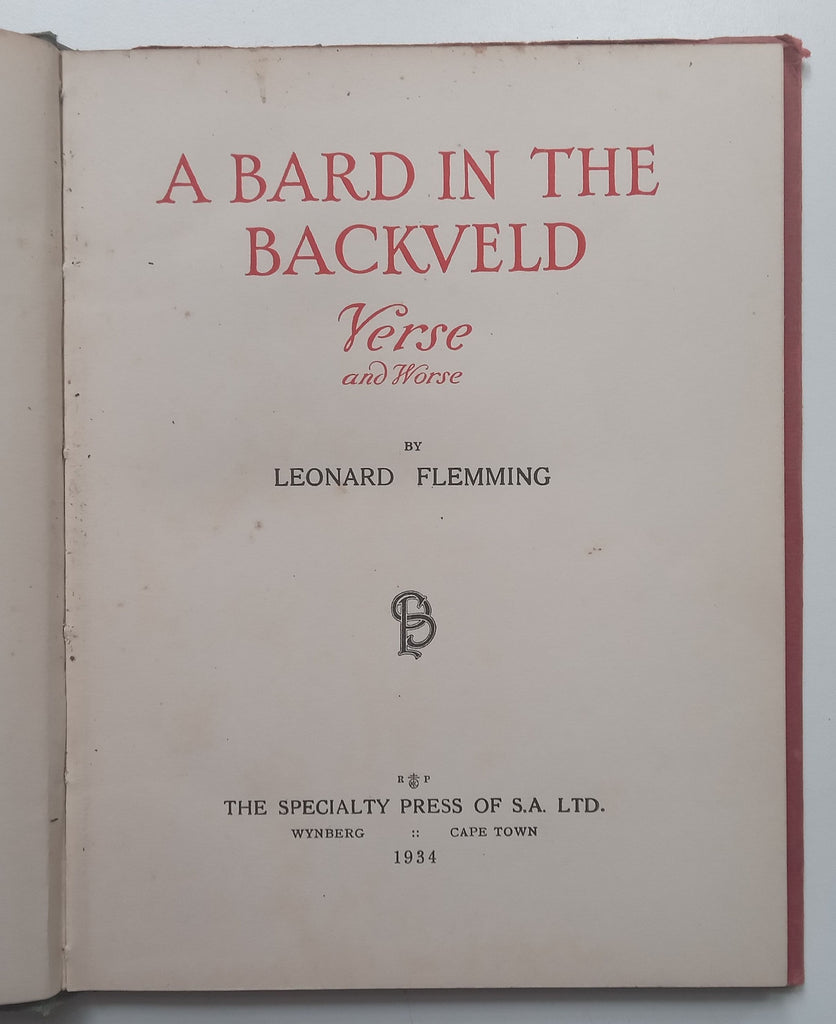 A BARD IN THE
BACKVELD
Verse
and Worse
BY
LEONARD FLEMMING
SP
R P
THE SPECIALTY PRESS OF S.A. LTD.
WYNBERG :: CAPE TOWN
1934